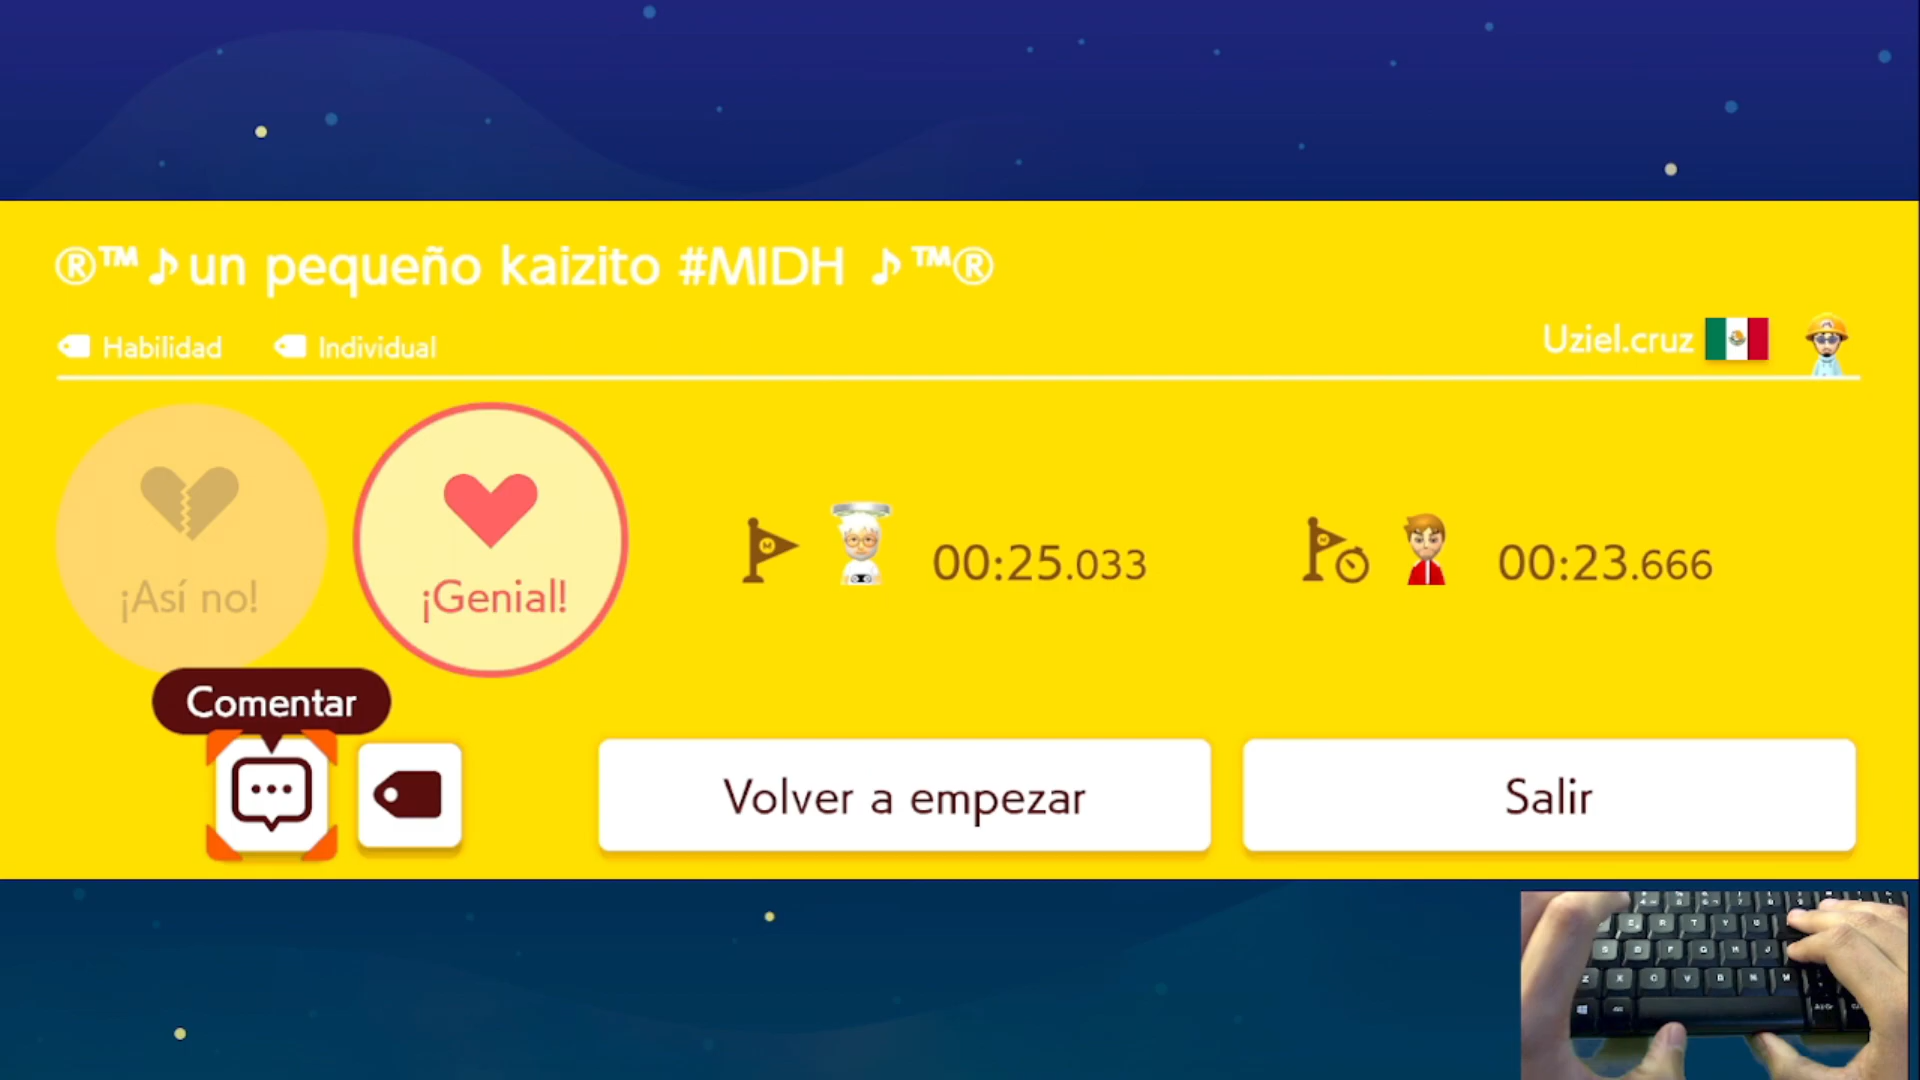 ®™♪un pequeño kaizito #MIDH ♪™®
Habilidad Individual
Uziel.cruz
¡Así no! ¡Genial!
00:25.033 00:23.666
Comentar
Volver a empezar Salir